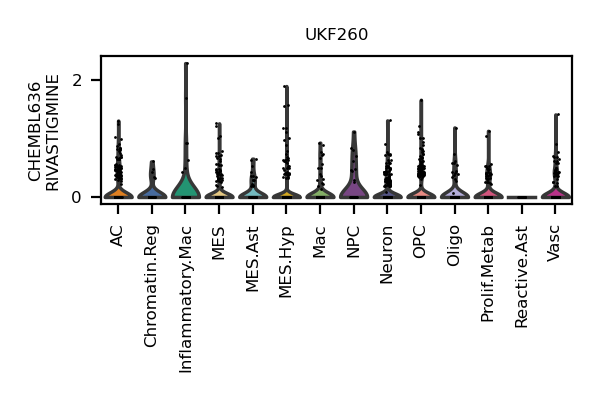 UKF260
CHEMBL636
RIVASTIGMINE
2
0
AC
Chromatin.Reg
Inflammatory.Mac
MES
MES.Ast
MES.Hyp
Mac
NPC
Neuron
OPC
Oligo
Prolif.Metab
Reactive.Ast
Vasc